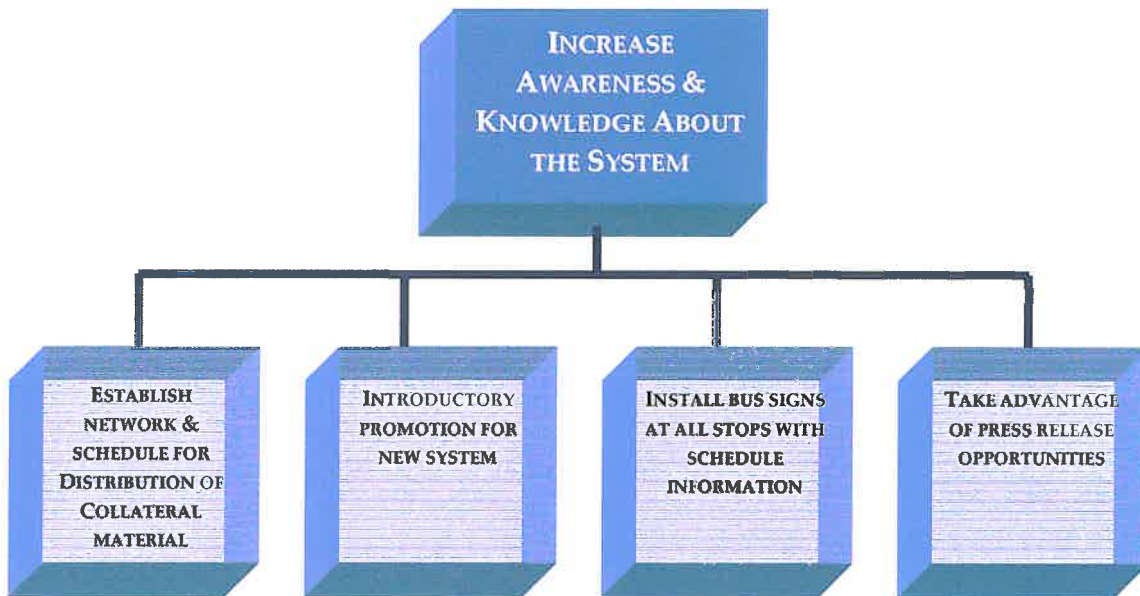 INCREASE
AWARENESS &
KNOWLEDGE ABOUT
THE SYSTEM
ESTABLISH
NETWORK &
SCHEDULE FOR
DISTRIBUTION OF
COLLATERAL
MATERIAL
INTRODUCTORY
PROMOTION FOR
NEW SYSTEM
INSTALL BUS SIGNS
AT ALL STOPS WITH
SCHEDULE
INFORMATION
TAKE ADVANTAGE
OF PRESS RELEASE
OPPORTUNITIES